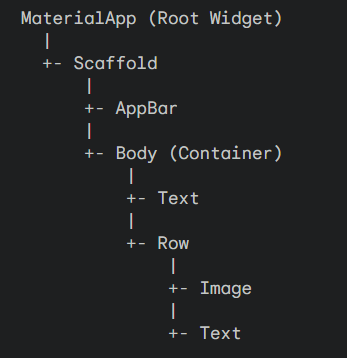 MaterialApp (Root Widget)
|
+- Scaffold
|
+- AppBar
|
+- Body (Container)
|
+- Text
|
+- Row
|
+- Image
|
+- Text